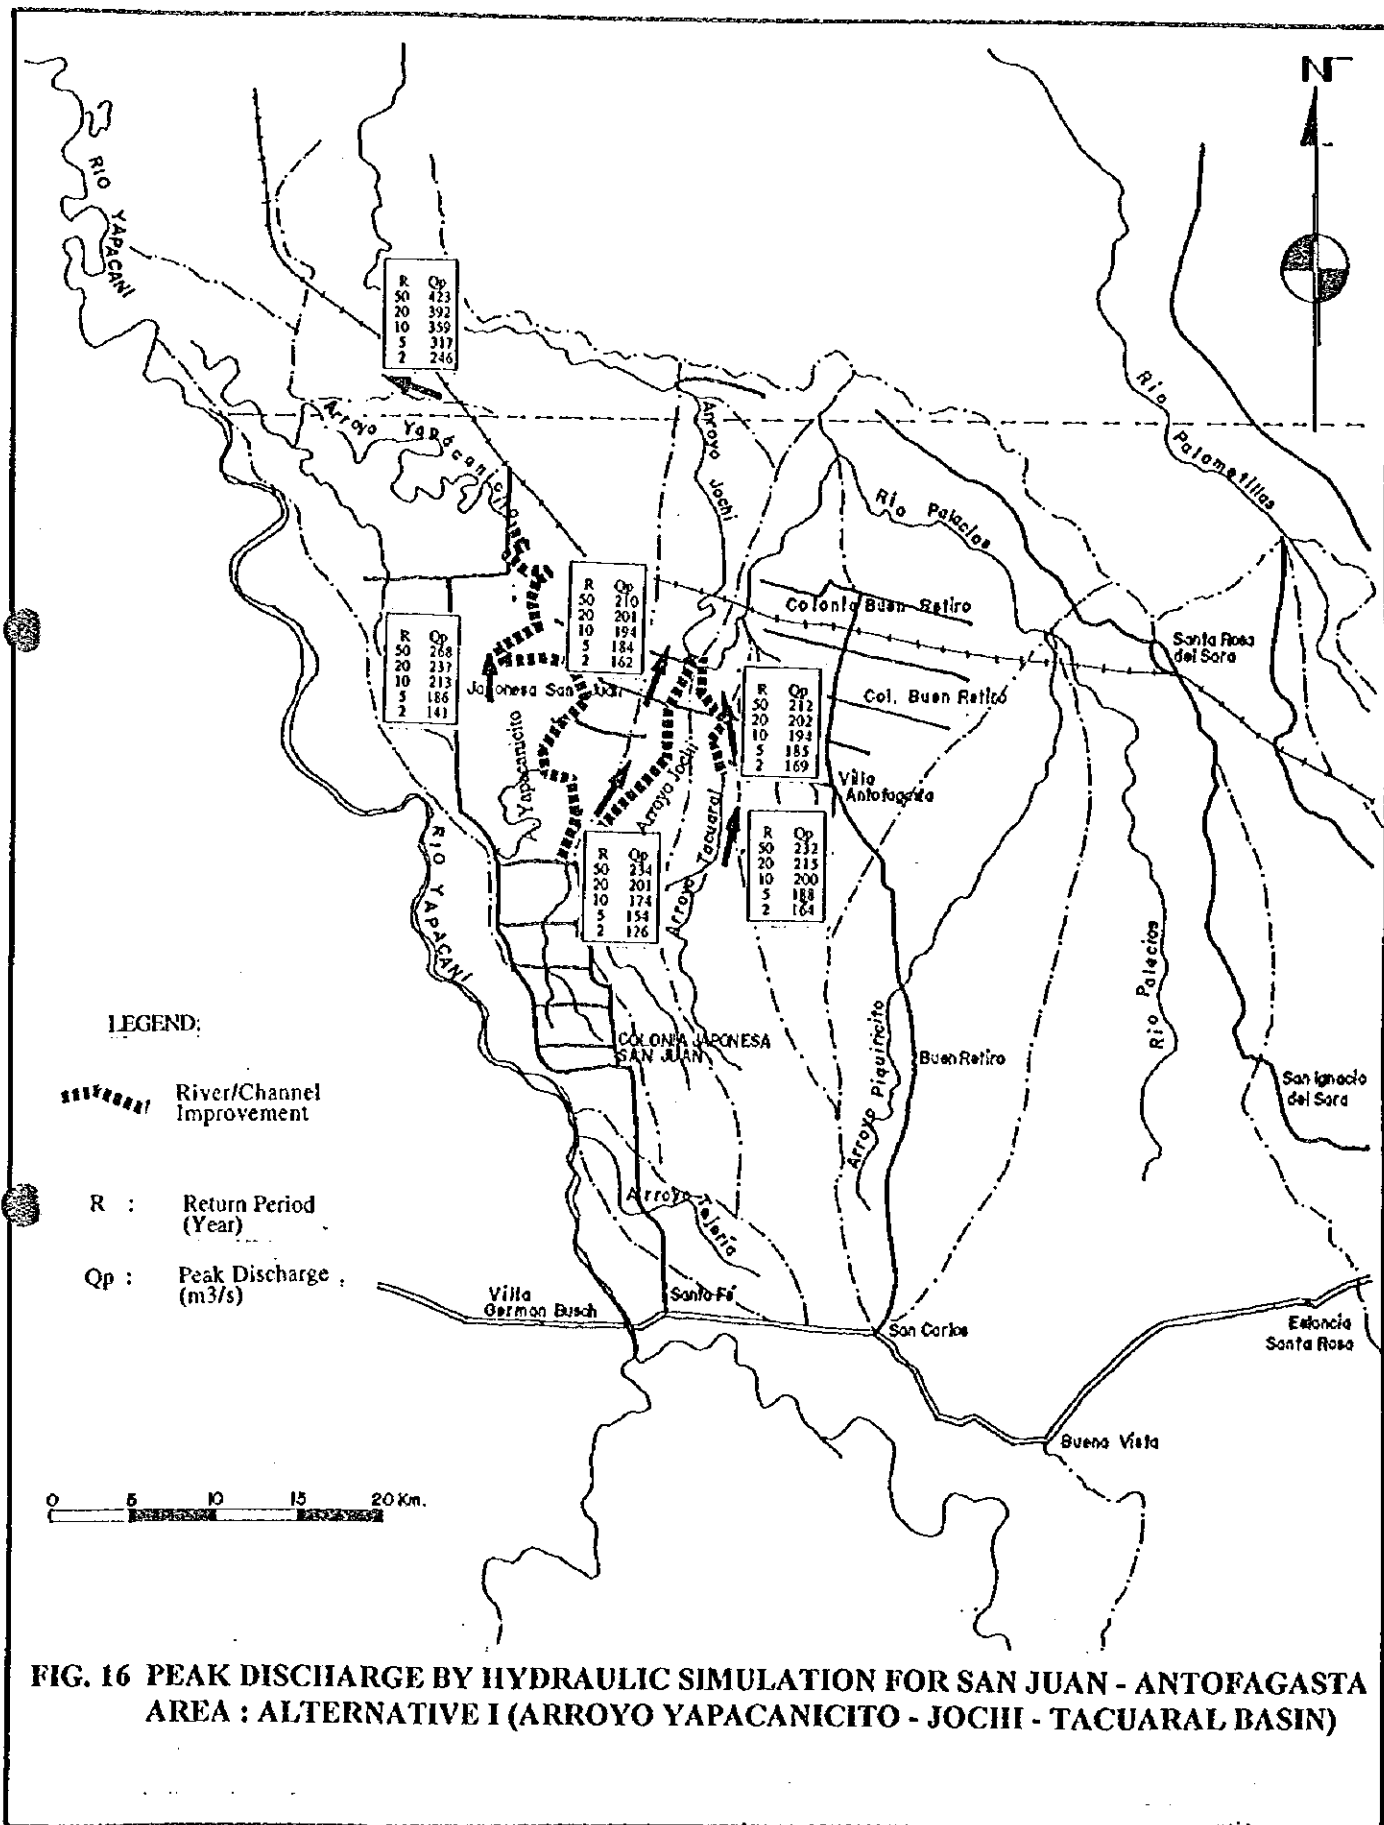 N
RIO YAPACANI
R Qp
50 423
20 392
10 359
5 317
2 246
Arroyo Yapacanicito
Arroyo Jochi
Río Palometillas
Río Palacios
R Qp
50 210
20 201
10 194
5 184
2 162
Colonia Buen Retiro
R Qp
50 268
20 237
10 213
5 186
2 141
Santa Rosa
del Sara
Japonesa San Juan
R Qp
50 212
20 202
10 194
5 185
2 169
Col. Buen Retiro
A. Yapacanicito
Arroyo Jochi
Arroyo Tacuaral
Villa
Antofagasta
RIO YAPACANI
R Qp
50 234
20 201
10 174
5 154
2 126
R Qp
50 232
20 215
10 200
5 188
2 164
LEGEND:
River/Channel
Improvement
COLONIA JAPONESA
SAN JUAN
Arroyo Piquiricito
Buen Retiro
Río Palacios
San Ignacio
del Sara
R : Return Period
(Year)
Arroyo Tejería
Qp : Peak Discharge
(m3/s)
Villa
German Busch
Santa Fé
San Carlos
Estancia
Santa Rosa
Buena Vista
0 5 10 15 20 Km.
FIG. 16 PEAK DISCHARGE BY HYDRAULIC SIMULATION FOR SAN JUAN - ANTOFAGASTA
AREA : ALTERNATIVE I (ARROYO YAPACANICITO - JOCHI - TACUARAL BASIN)